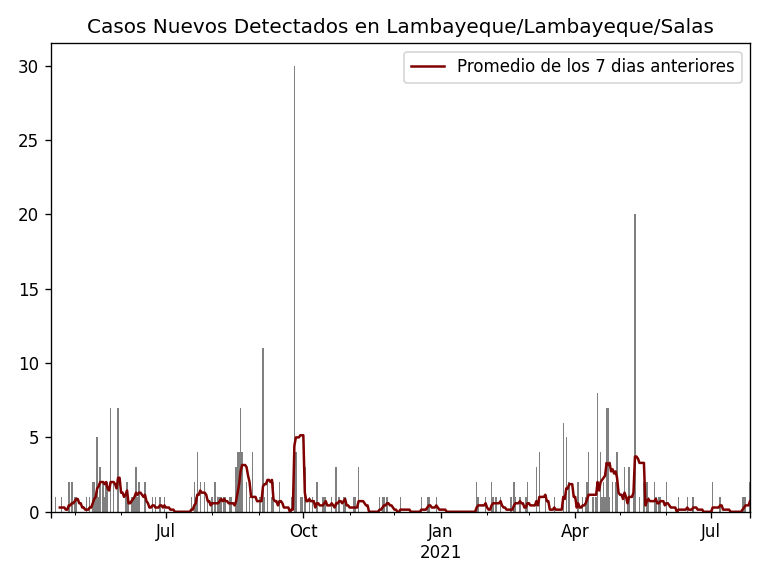 Casos Nuevos Detectados en Lambayeque/Lambayeque/Salas
Promedio de los 7 dias anteriores
30
25
20
15
10
5
0
Jul
Oct
Jan
2021
Apr
Jul